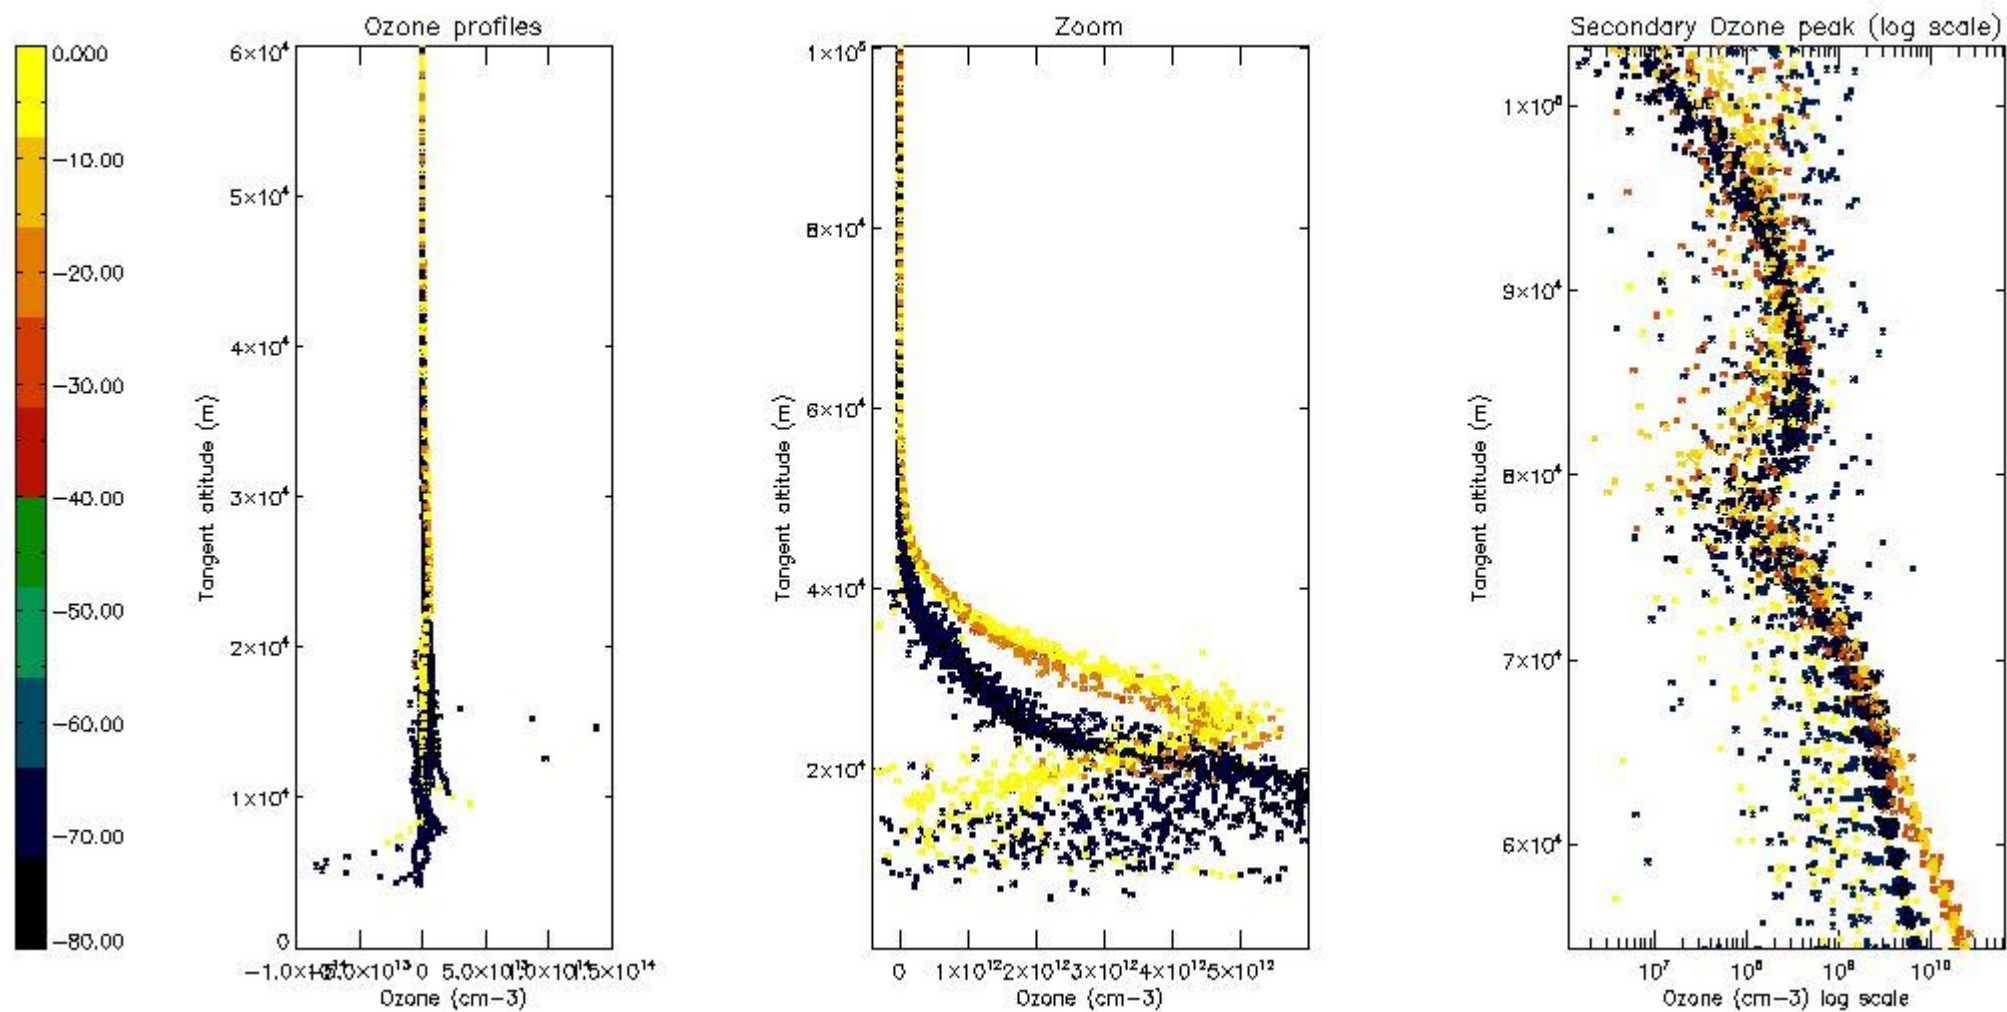 Ozone profiles
Zoom
Secondary Ozone peak (log scale)
0.000
-10.00
-20.00
-30.00
-40.00
-50.00
-60.00
-70.00
-80.00
6×10⁴
5×10⁴
4×10⁴
3×10⁴
2×10⁴
1×10⁴
0
Tangent altitude (m)
0
Ozone (cm-3)
1×10⁵
8×10⁴
6×10⁴
4×10⁴
2×10⁴
Tangent altitude (m)
0 1×10¹² 2×10¹² 3×10¹² 4×10¹² 5×10¹²
Ozone (cm-3)
9×10⁴
8×10⁴
7×10⁴
6×10⁴
Tangent altitude (m)
10⁷ 10⁸ 10⁹ 10¹⁰
Ozone (cm-3) log scale